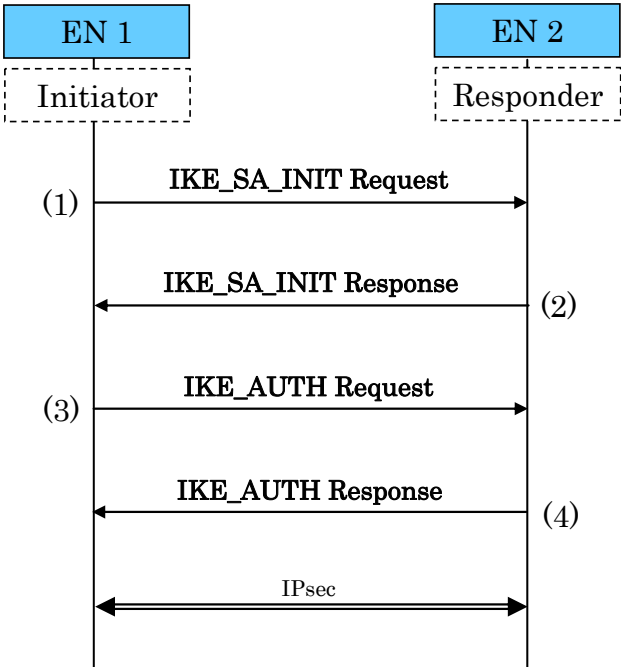 EN 1
EN 2
Initiator
Responder
IKE_SA_INIT Request
(1)
IKE_SA_INIT Response
(2)
IKE_AUTH Request
(3)
IKE_AUTH Response
(4)
IPsec